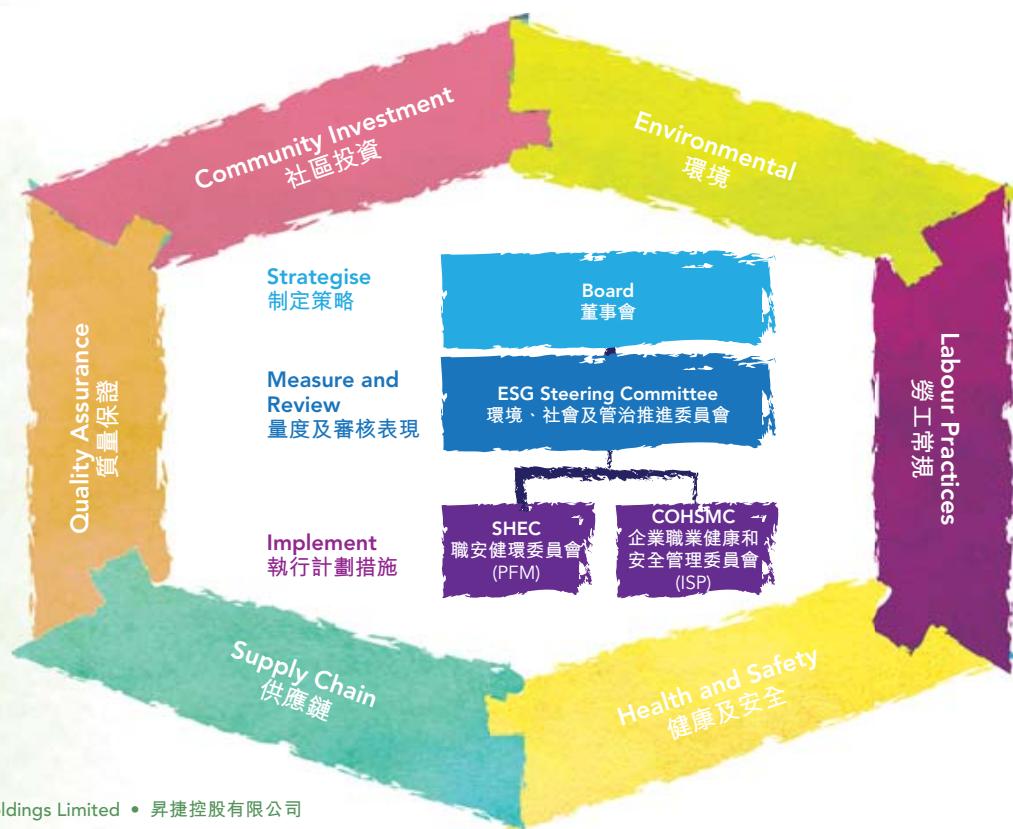 Community Investment
社區投資
Environmental
環境
Labour Practices
勞工常規
Health and Safety
健康及安全
Supply Chain
供應鏈
Quality Assurance
質量保證
Strategise
制定策略
Board
董事會
Measure and
Review
量度及審核表現
ESG Steering Committee
環境、社會及管治推進委員會
Implement
執行計劃措施
SHEC
職安健環委員會
(PFM)
COHSMC
企業職業健康和
安全管理委員會
(ISP)
Limited • 昇捷控股有限公司